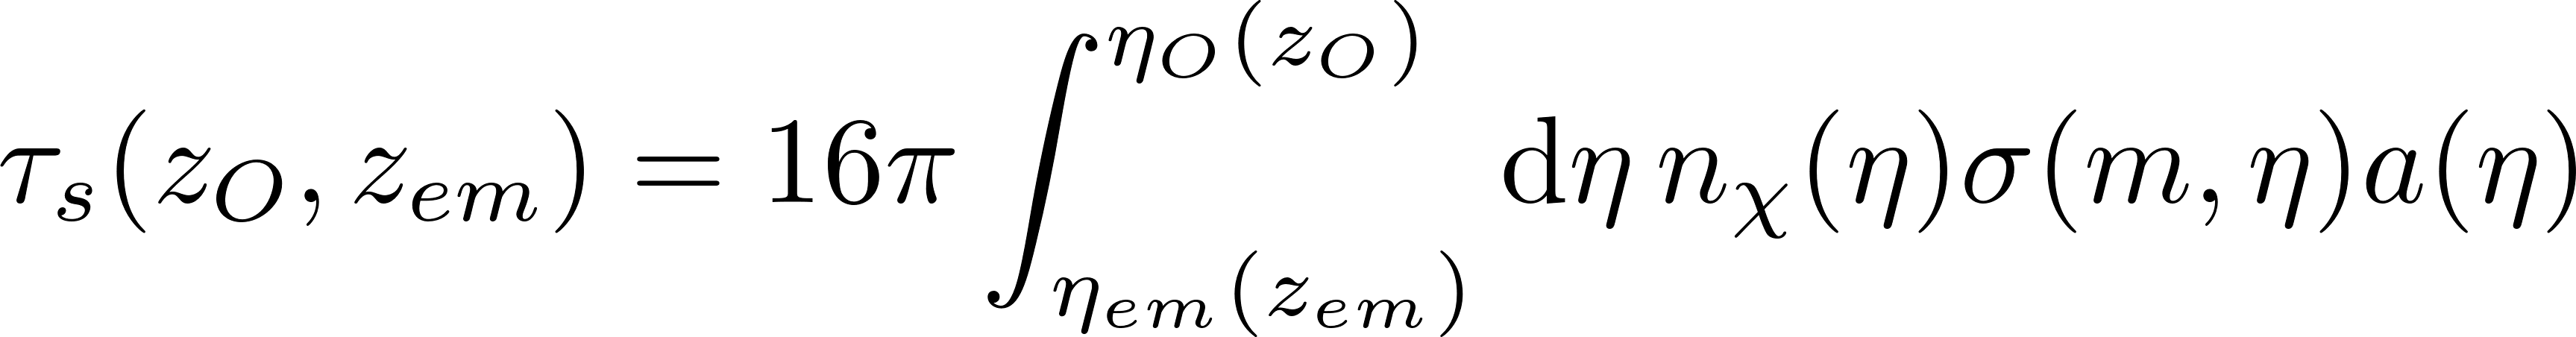 τ_s(z_O, z_{em}) = 16π ∫_{η_{em}(z_{em})}^{η_O(z_O)} dη n_χ(η)σ(m, η)a(η)